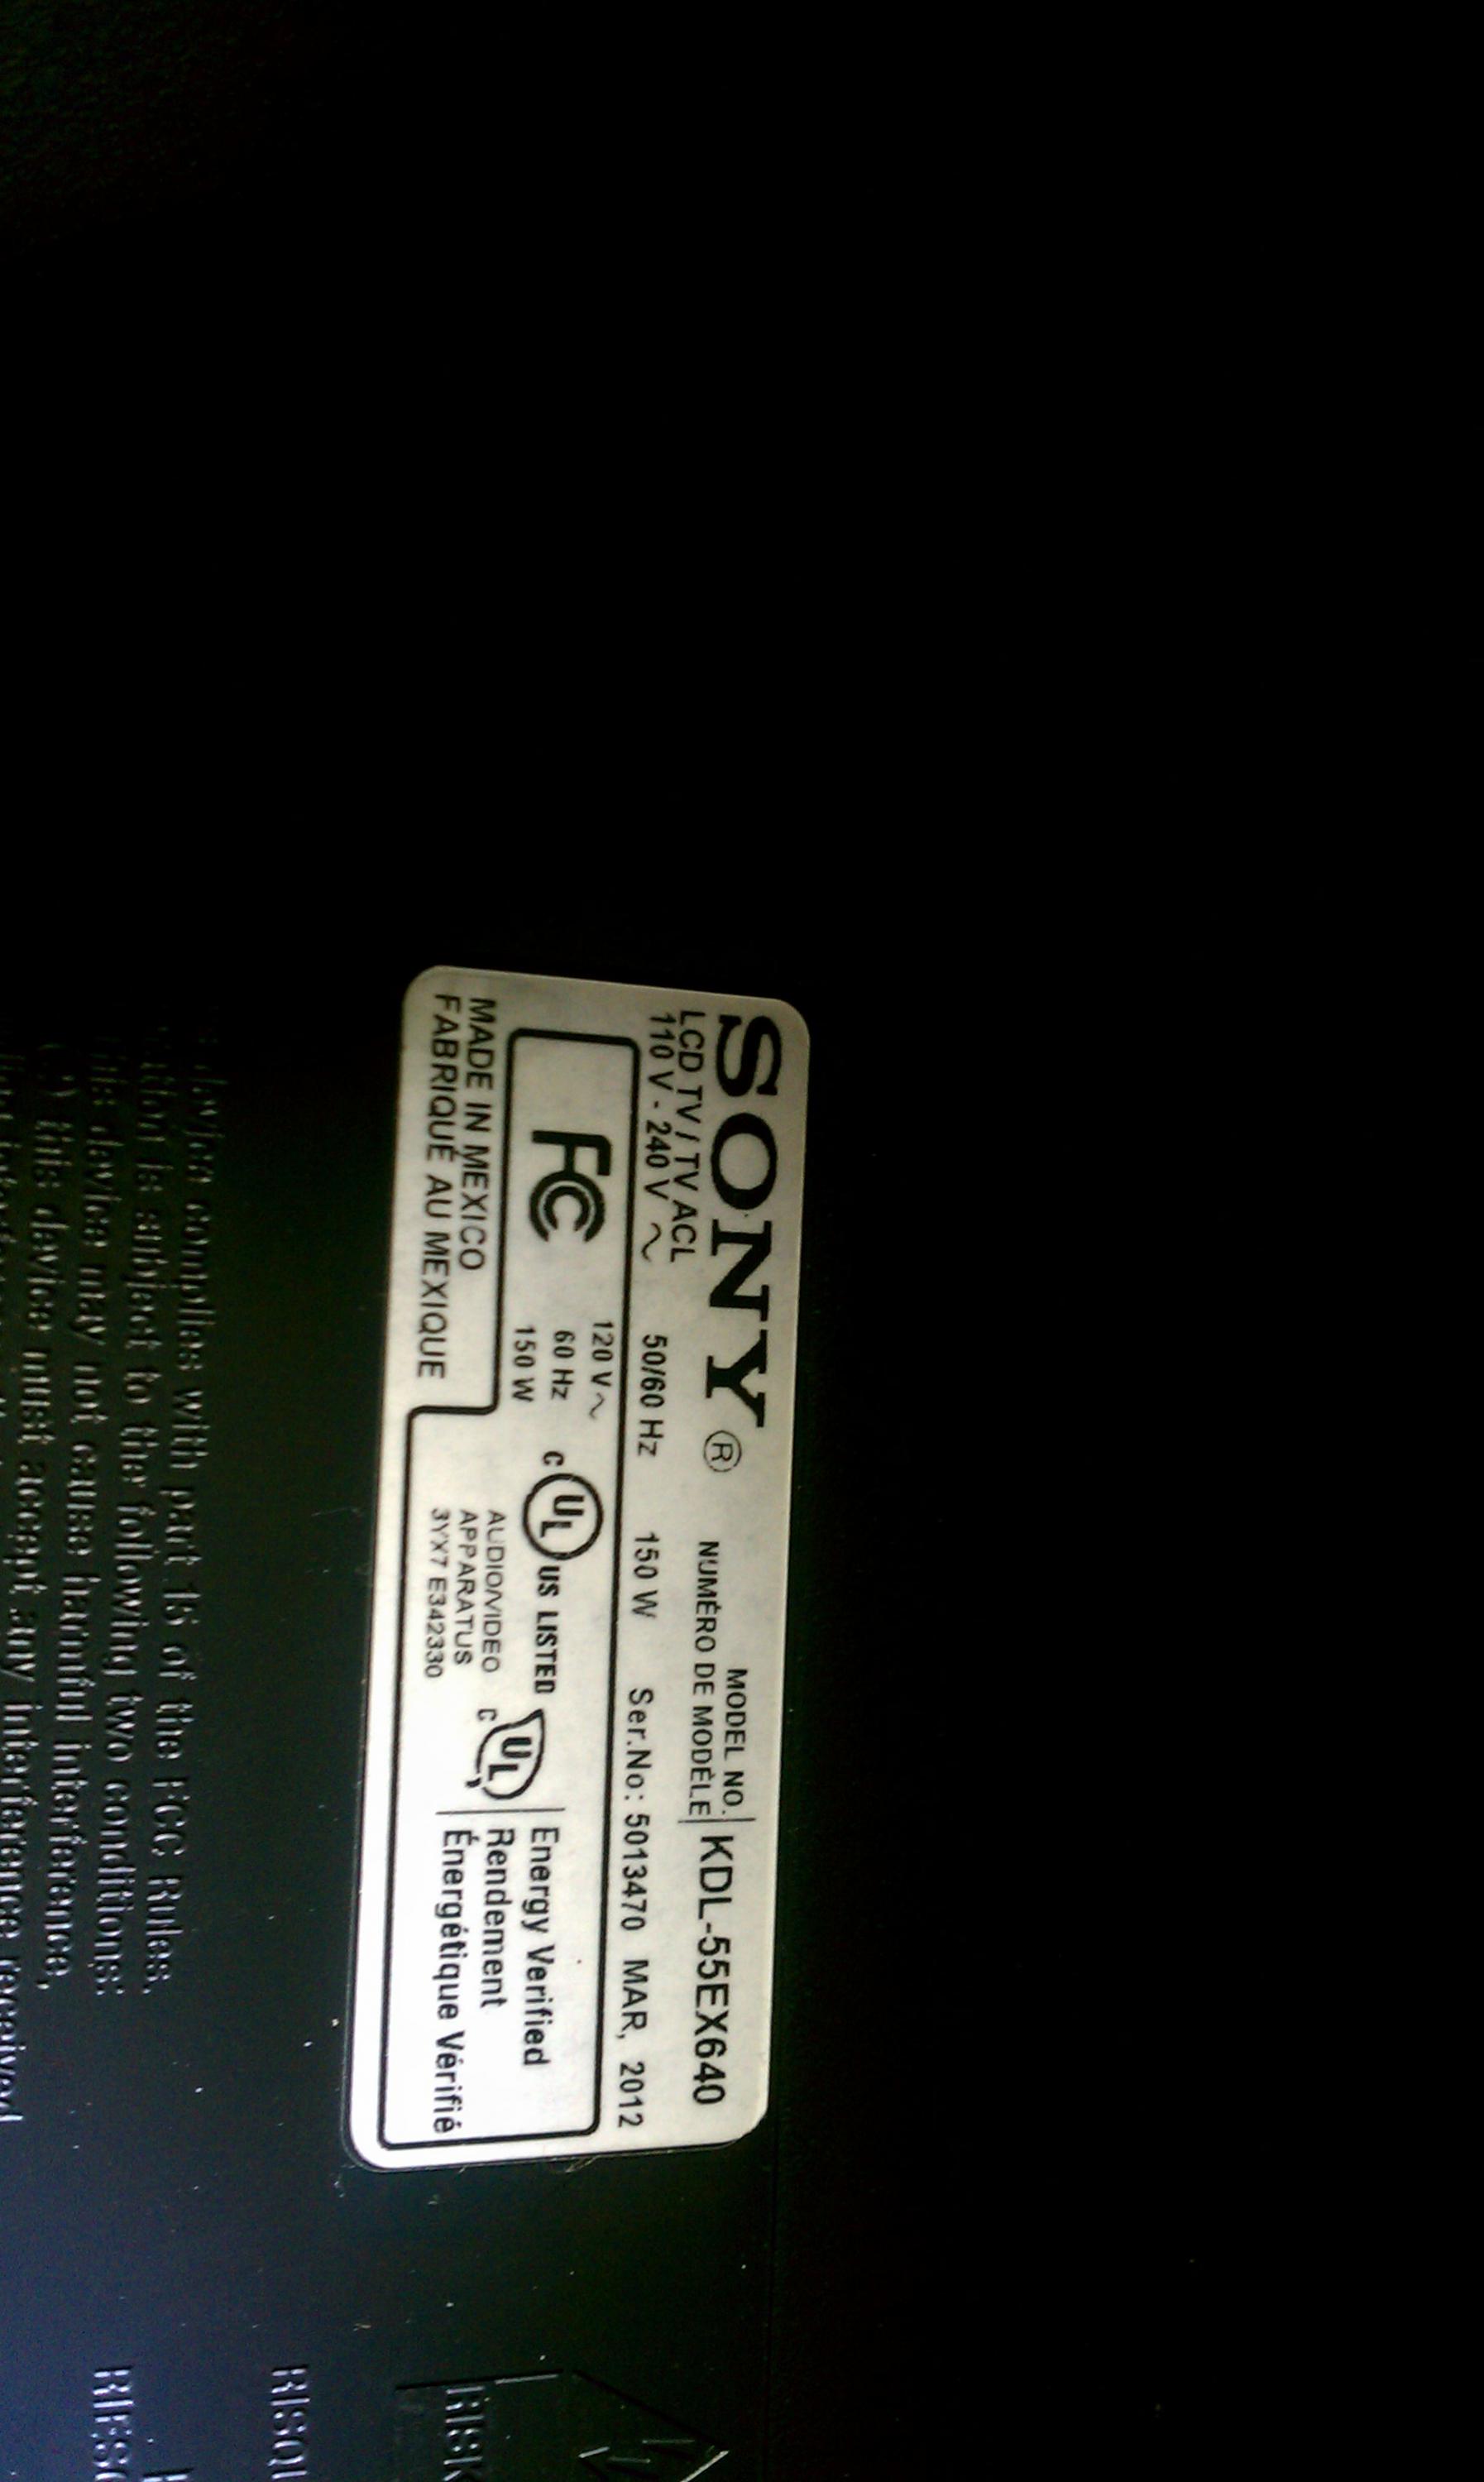 SONY ®
MODEL NO.
NUMÉRO DE MODÈLE
KDL-55EX640
LCD TV / TV ACL
110 V - 240 V ~ 50/60 Hz 150 W Ser.No: 5013470 MAR, 2012
FC
120 V ~
60 Hz
150 W
C UL US LISTED
AUDIO/VIDEO
APPARATUS
3YX7 E342330
C UL
Energy Verified
Rendement
Énergétique Vérifié
MADE IN MEXICO
FABRIQUÉ AU MEXIQUE
device complies with part 15 of the FCC Rules.
is subject to the following two conditions:
this device may not cause harmful interference,
this device must accept any interference received